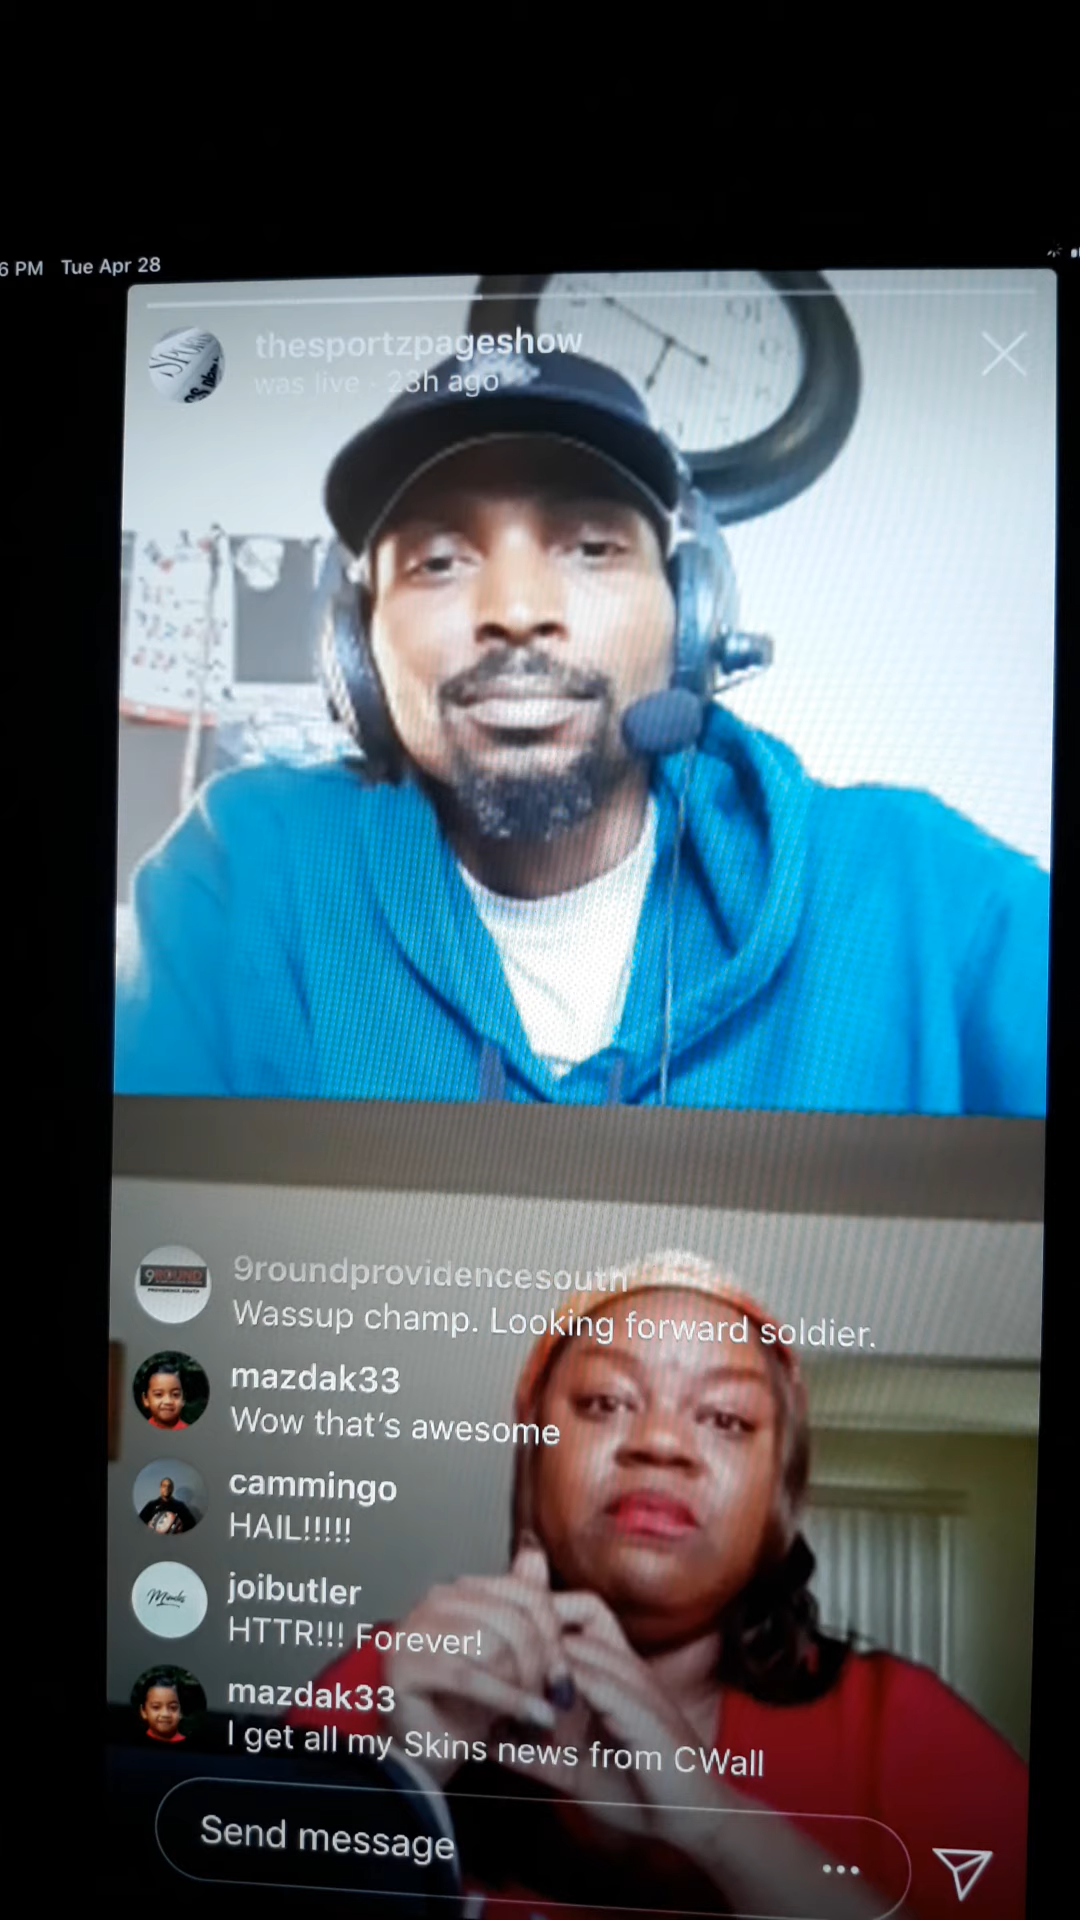 6 PM Tue Apr 28
thesportzpageshow
was live · 23h ago
9roundprovidencesouth
Wassup champ. Looking forward soldier.
mazdak33
Wow that's awesome
cammingo
HAIL!!!!!
joibutler
HTTR!!! Forever!
mazdak33
I get all my Skins news from CWall
Send message